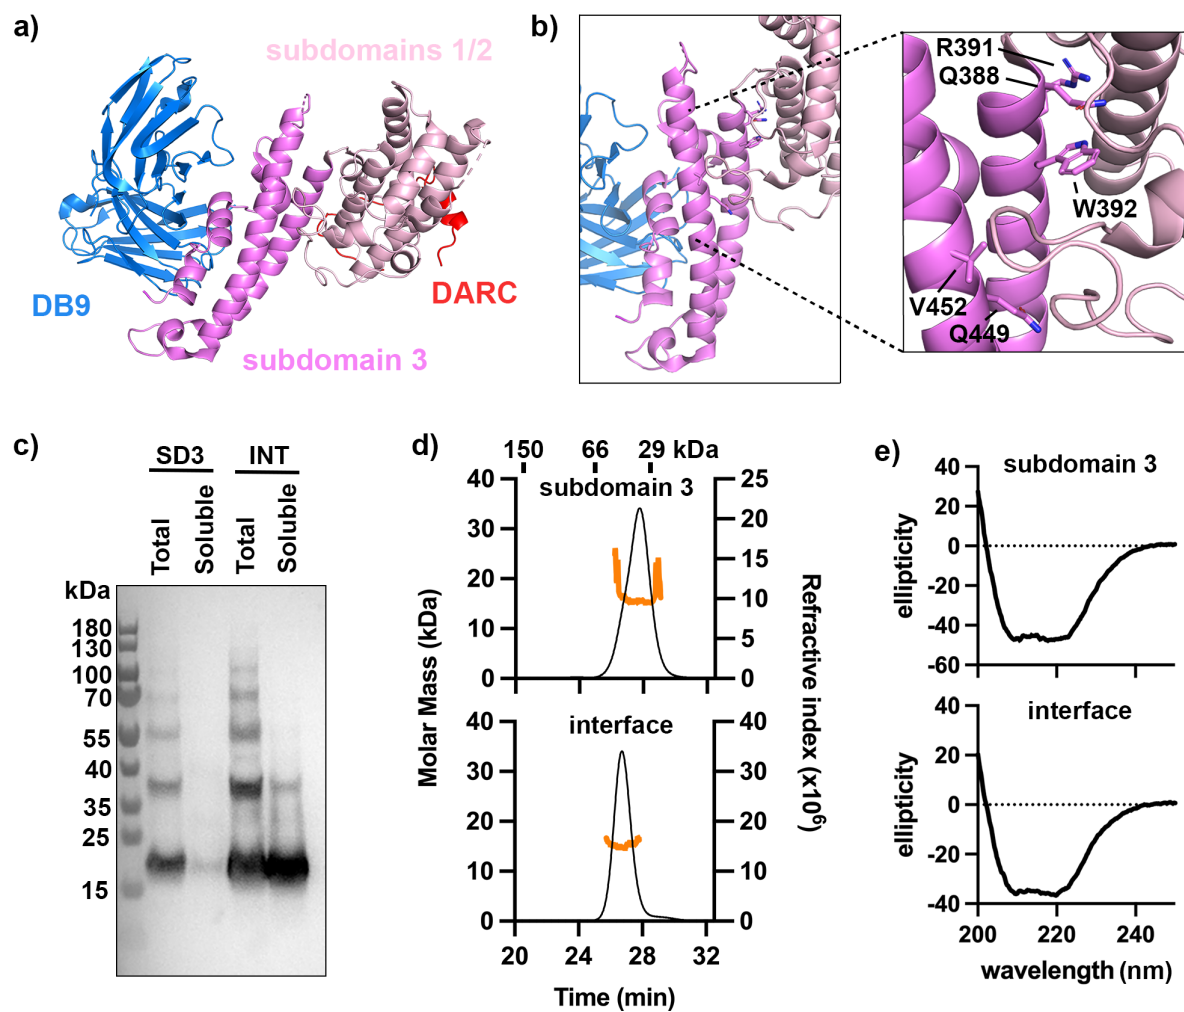 a)
subdomains 1/2
DB9
DARC
subdomain 3
b)
R391
Q388
W392
V452
Q449
c)
SD3 INT
Total Soluble Total Soluble
kDa
180
130
100
70
55
40
35
25
15
d)
150 66 29 kDa
subdomain 3
40
30
20
10
0
25
20
15
10
5
0
interface
40
30
20
10
0
40
30
20
10
0
20 24 28 32
Molar Mass (kDa)
Refractive index (x10⁶)
Time (min)
e)
subdomain 3
ellipticity
40
20
0
-20
-40
-60
interface
ellipticity
40
20
0
-20
-40
200 220 240
wavelength (nm)